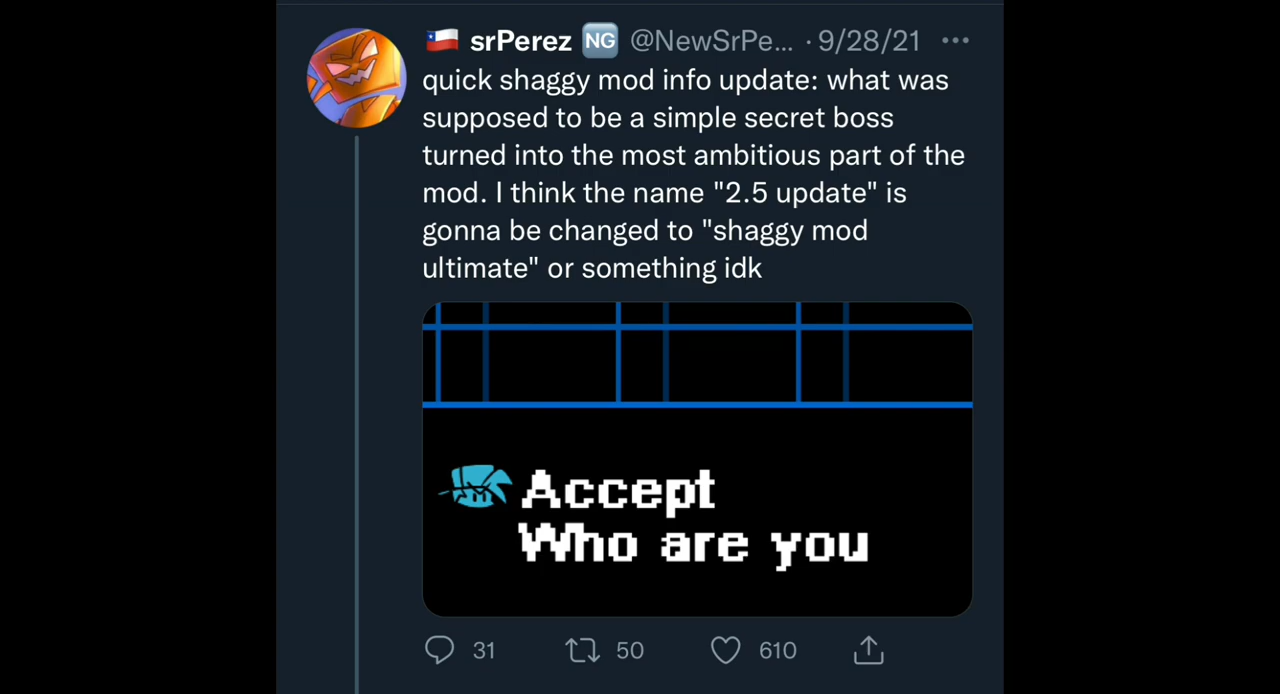 🇨🇱 srPerez 🆖 @NewSrPe... · 9/28/21 •••
quick shaggy mod info update: what was
supposed to be a simple secret boss
turned into the most ambitious part of the
mod. I think the name "2.5 update" is
gonna be changed to "shaggy mod
ultimate" or something idk
Accept
Who are you
31 50 610